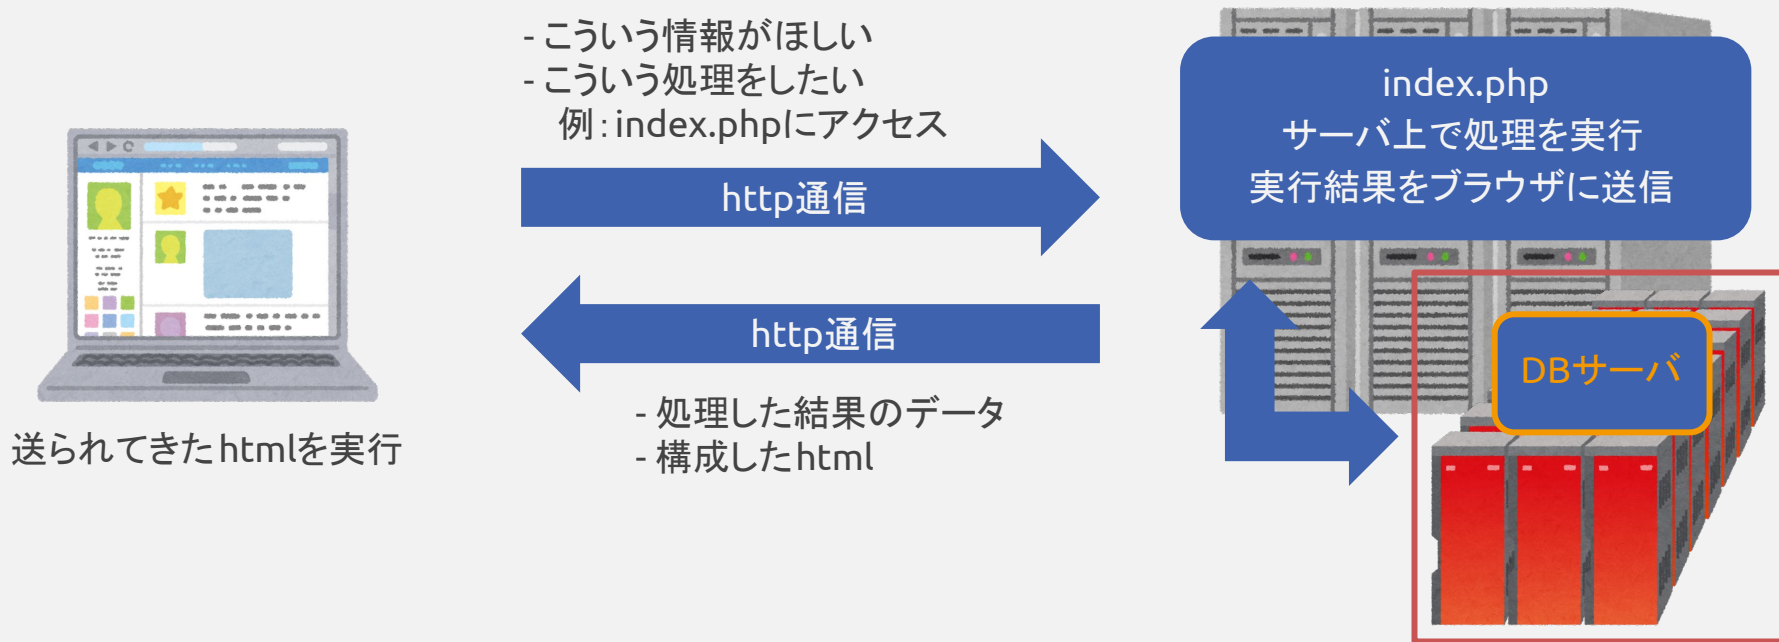 - こういう情報がほしい
- こういう処理をしたい
例：index.phpにアクセス
http通信
index.php
サーバ上で処理を実行
実行結果をブラウザに送信
http通信
DBサーバ
- 処理した結果のデータ
- 構成したhtml
送られてきたhtmlを実行